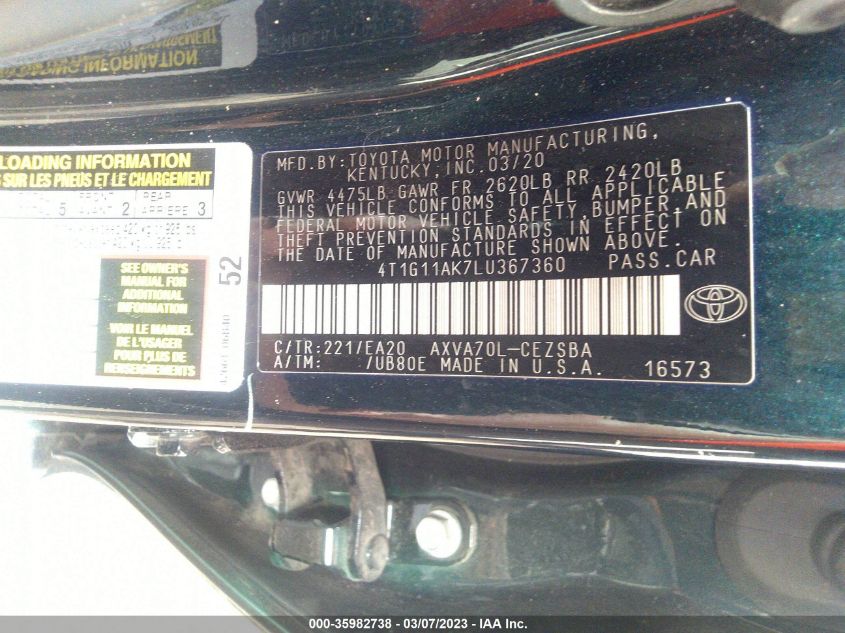 LOADING INFORMATION
SUR LES PNEUS ET LE CHARGEMENT
5 FRONT AVANT 2 REAR ARRIERE 3
SEE OWNER'S
MANUAL FOR
ADDITIONAL
INFORMATION
VOIR LE MANUEL
DE L'USAGER
POUR PLUS DE
RENSEIGNEMENTS
52
MFD.BY:TOYOTA MOTOR MANUFACTURING,
KENTUCKY,INC.03/20
GVWR 4475LB GAWR FR 2620LB RR 2420LB
THIS VEHICLE CONFORMS TO ALL APPLICABLE
FEDERAL MOTOR VEHICLE SAFETY,BUMPER,AND
THEFT PREVENTION STANDARDS IN EFFECT ON
THE DATE OF MANUFACTURE SHOWN ABOVE.
4T1G11AK7LU367360 PASS.CAR
C/TR:221/EA20 AXVA70L-CEZSBA
A/TM: /UB80E MADE IN U.S.A. 16573
TOYOTA
000-35982738 - 03/07/2023 - IAA Inc.